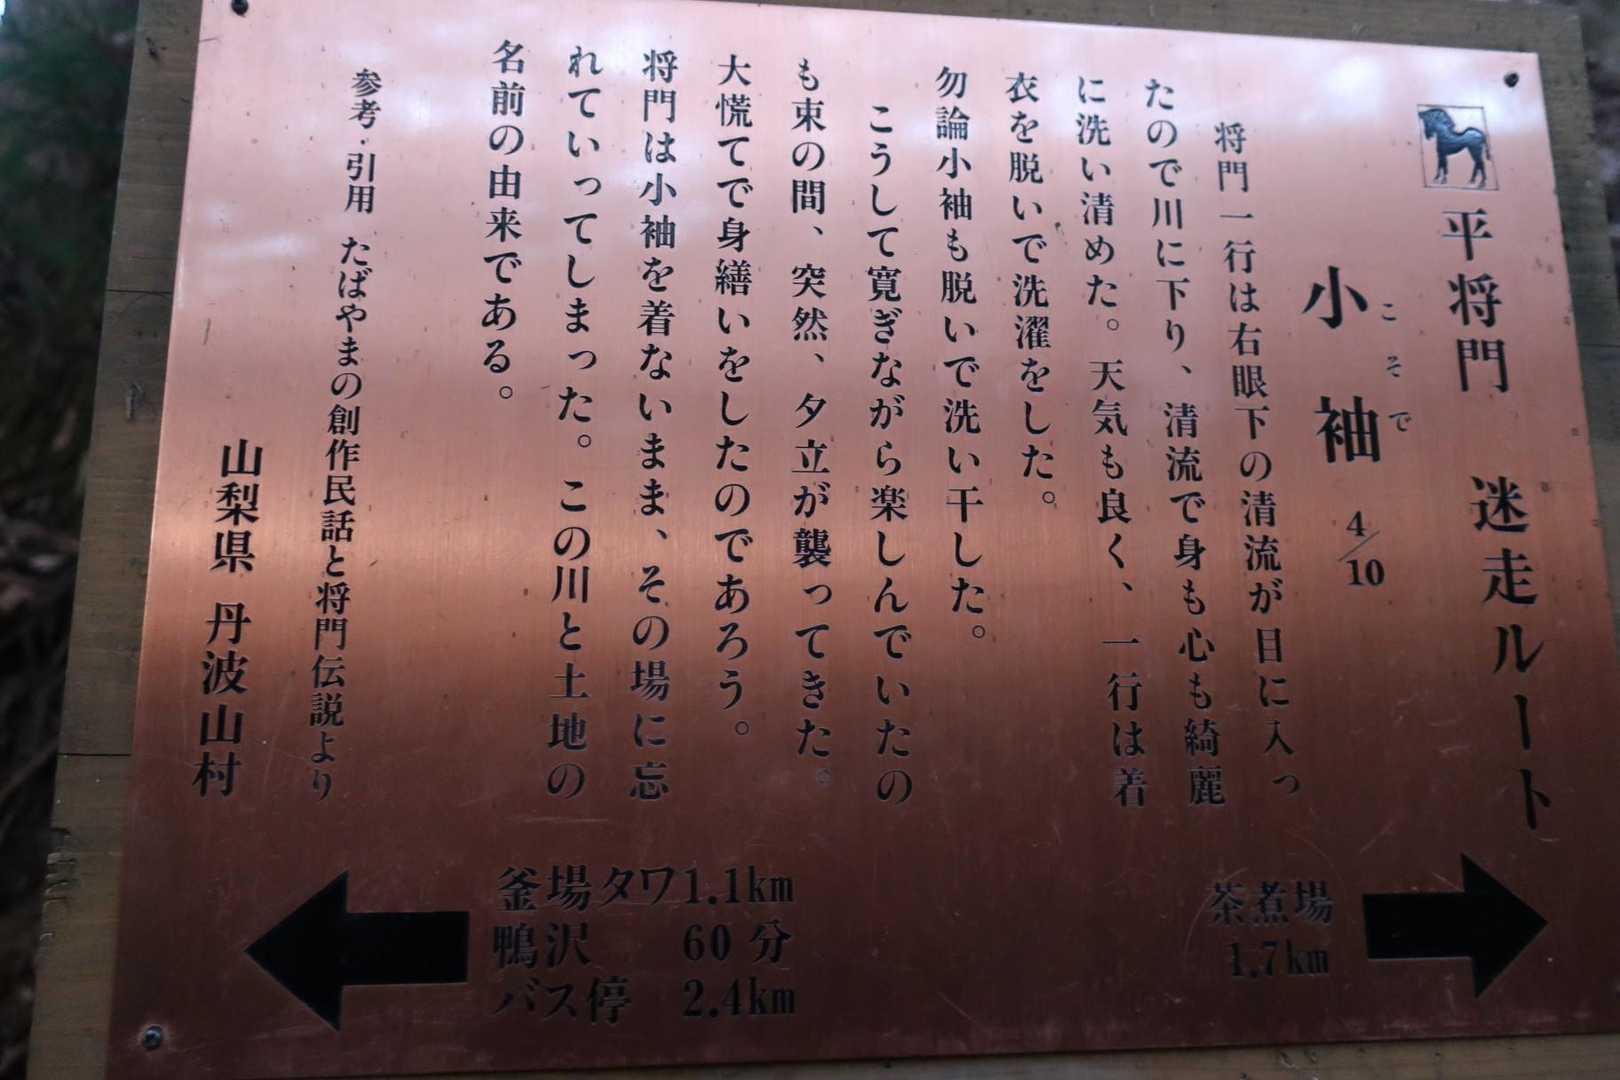 平将門 迷走ルート
こそで
小袖 4/10
将門一行は右眼下の清流が目に入っ
たので川に下り、清流で身も心も綺麗
に洗い清めた。天気も良く、一行は着
衣を脱いで洗濯をした。
勿論小袖も脱いで洗い干した。
こうして寛ぎながら楽しんでいたの
も束の間、突然、夕立が襲ってきた。
大慌てで身繕いをしたのであろう。
将門は小袖を着ないまま、その場に忘
れていってしまった。この川と土地の
名前の由来である。
参考・引用 たばやまの創作民話と将門伝説より
山梨県 丹波山村
釜場タワ1.1km
鴨沢 60分
バス停 2.4km
茶煮場
1.7km